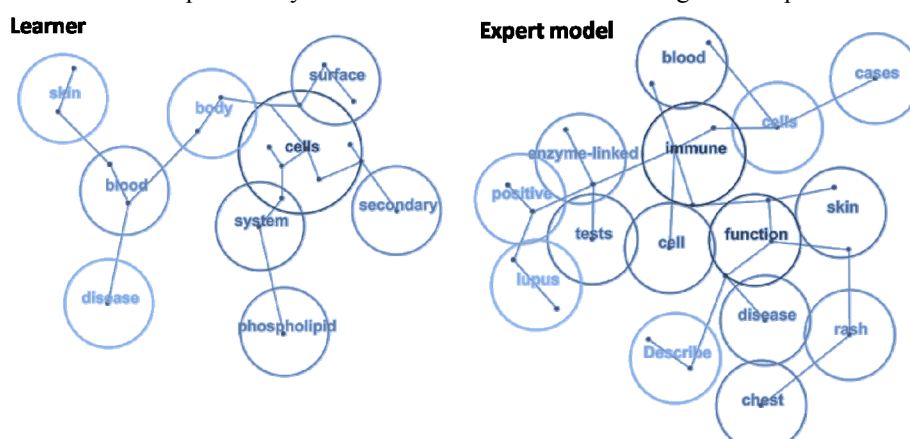 Learner
skin
body
surface
cells
blood
system
secondary
disease
phospholipid
Expert model
blood
cases
cells
immune
enzyme-linked
positive
skin
tests
cell
function
lupus
disease
rash
Describe
chest